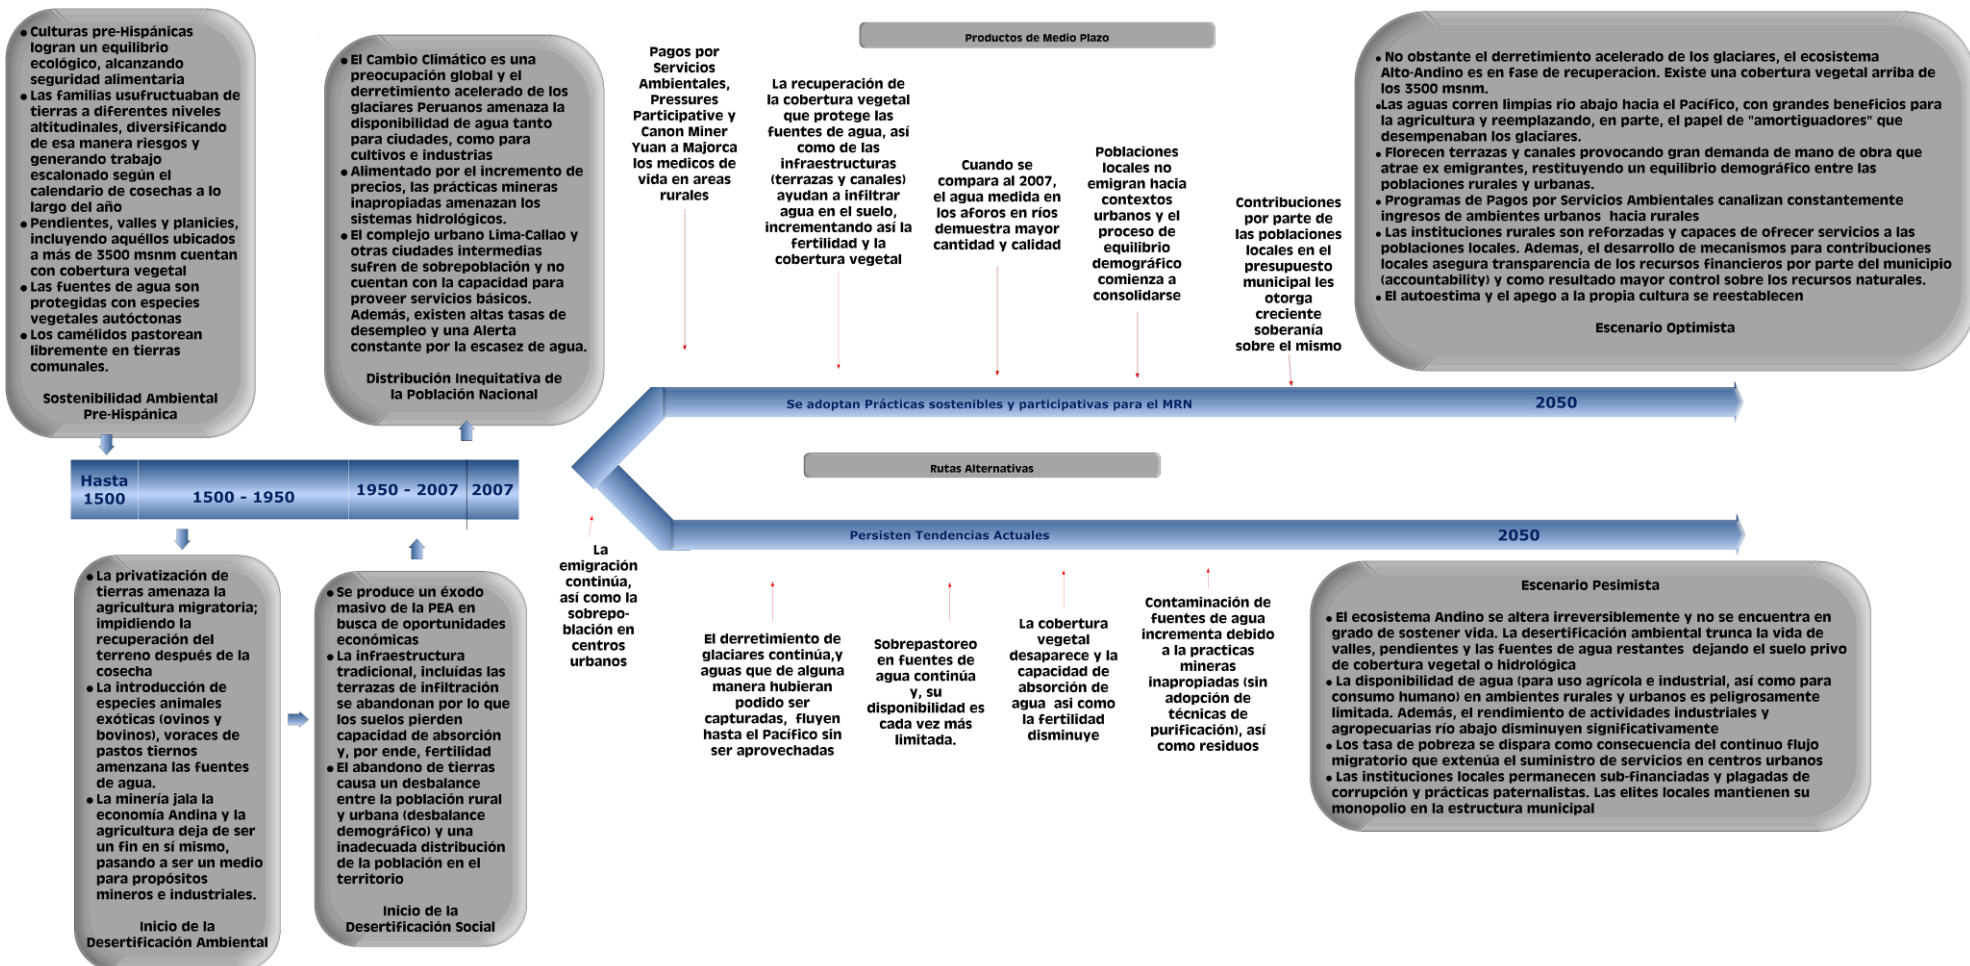 ● Culturas pre-Hispánicas
logran un equilibrio
ecológico, alcanzando
seguridad alimentaria
● Las familias usufructuaban de
tierras a diferentes niveles
altitudinales, diversificando
de esa manera riesgos y
generando trabajo
escalonado según el
calendario de cosechas a lo
largo del año
● Pendientes, valles y planicies,
incluyendo aquéllos ubicados
a más de 3500 msnm cuentan
con cobertura vegetal
● Las fuentes de agua son
protegidas con especies
vegetales autóctonas
● Los camélidos pastorean
libremente en tierras
comunales.
Sostenibilidad Ambiental
Pre-Hispánica
● El Cambio Climático es una
preocupación global y el
derretimiento acelerado de los
glaciares Peruanos amenaza la
disponibilidad de agua tanto
para ciudades, como para
cultivos e industrias
● Alimentado por el incremento de
precios, las prácticas mineras
inapropiadas amenazan los
sistemas hidrológicos.
● El complejo urbano Lima-Callao y
otras ciudades intermedias
sufren de sobrepoblación y no
cuentan con la capacidad para
proveer servicios básicos.
Además, existen altas tasas de
desempleo y una Alerta
constante por la escasez de agua.
Distribución Inequitativa de
la Población Nacional
Hasta
1500
1500 - 1950
1950 - 2007
2007
● La privatización de
tierras amenaza la
agricultura migratoria;
impidiendo la
recuperación del
terreno después de la
cosecha
● La introducción de
especies animales
exóticas (ovinos y
bovinos), voraces de
pastos tiernos
amenzana las fuentes
de agua.
● La minería jala la
economía Andina y la
agricultura deja de ser
un fin en sí mismo,
pasando a ser un medio
para propósitos
mineros e industriales.
Inicio de la
Desertificación Ambiental
● Se produce un éxodo
masivo de la PEA en
busca de oportunidades
económicas
● La infraestructura
tradicional, incluídas las
terrazas de infiltración
se abandonan por lo que
los suelos pierden
capacidad de absorción
y, por ende, fertilidad
● El abandono de tierras
causa un desbalance
entre la población rural
y urbana (desbalance
demográfico) y una
inadecuada distribución
de la población en el
territorio
Inicio de la
Desertificación Social
Productos de Medio Plazo
Pagos por
Servicios
Ambientales,
Pressures
Participative y
Canon Miner
Yuan a Majorca
los medicos de
vida en areas
rurales
La recuperación de
la cobertura vegetal
que protege las
fuentes de agua, así
como de las
infraestructuras
(terrazas y canales)
ayudan a infiltrar
agua en el suelo,
incrementando así la
fertilidad y la
cobertura vegetal
Cuando se
compara al 2007,
el agua medida en
los aforos en ríos
demuestra mayor
cantidad y calidad
Poblaciones
locales no
emigran hacia
contextos
urbanos y el
proceso de
equilibrio
demográfico
comienza a
consolidarse
Contribuciones
por parte de
las poblaciones
locales en el
presupuesto
municipal les
otorga
creciente
soberanía
sobre el mismo
● No obstante el derretimiento acelerado de los glaciares, el ecosistema
Alto-Andino es en fase de recuperacion. Existe una cobertura vegetal arriba de
los 3500 msnm.
● Las aguas corren limpias rio abajo hacia el Pacífico, con grandes beneficios para
la agricultura y reemplazando, en parte, el papel de "amortiguadores" que
desempenaban los glaciares.
● Florecen terrazas y canales provocando gran demanda de mano de obra que
atrae ex emigrantes, restituyendo un equilibrio demográfico entre las
poblaciones rurales y urbanas.
● Programas de Pagos por Servicios Ambientales canalizan constantemente
ingresos de ambientes urbanos hacia rurales
● Las instituciones rurales son reforzadas y capaces de ofrecer servicios a las
poblaciones locales. Ademas, el desarrollo de mecanismos para contribuciones
locales asegura transparencia de los recursos financieros por parte del municipio
(accountability) y como resultado mayor control sobre los recursos naturales.
● El autoestima y el apego a la propia cultura se reestablecen
Escenario Optimista
Se adoptan Prácticas sostenibles y participativas para el MRN
2050
Rutas Alternativas
Persisten Tendencias Actuales
2050
La
emigración
continúa,
así como la
sobrepo-
blación en
centros
urbanos
El derretimiento de
glaciares continúa,y
aguas que de alguna
manera hubieran
podido ser
capturadas, fluyen
hasta el Pacífico sin
ser aprovechadas
Sobrepastoreo
en fuentes de
agua continúa
y, su
disponibilidad es
cada vez más
limitada.
La cobertura
vegetal
desaparece y la
capacidad de
absorción de
agua asi como
la fertilidad
disminuye
Contaminación de
fuentes de agua
incrementa debido
a la practicas
mineras
inapropiadas (sin
adopción de
técnicas de
purificación), así
como residuos
Escenario Pesimista
● El ecosistema Andino se altera irreversiblemente y no se encuentra en
grado de sostener vida. La desertificación ambiental trunca la vida de
valles, pendientes y las fuentes de agua restantes dejando el suelo privo
de cobertura vegetal o hidrológica
● La disponibilidad de agua (para uso agrícola e industrial, así como para
consumo humano) en ambientes rurales y urbanos es peligrosamente
limitada. Además, el rendimiento de actividades industriales y
agropecuarias río abajo disminuyen significativamente
● Los tasa de pobreza se dispara como consecuencia del continuo flujo
migratorio que extenúa el suministro de servicios en centros urbanos
● Las instituciones locales permanecen sub-financiadas y plagadas de
corrupción y prácticas paternalistas. Las elites locales mantienen su
monopolio en la estructura municipal